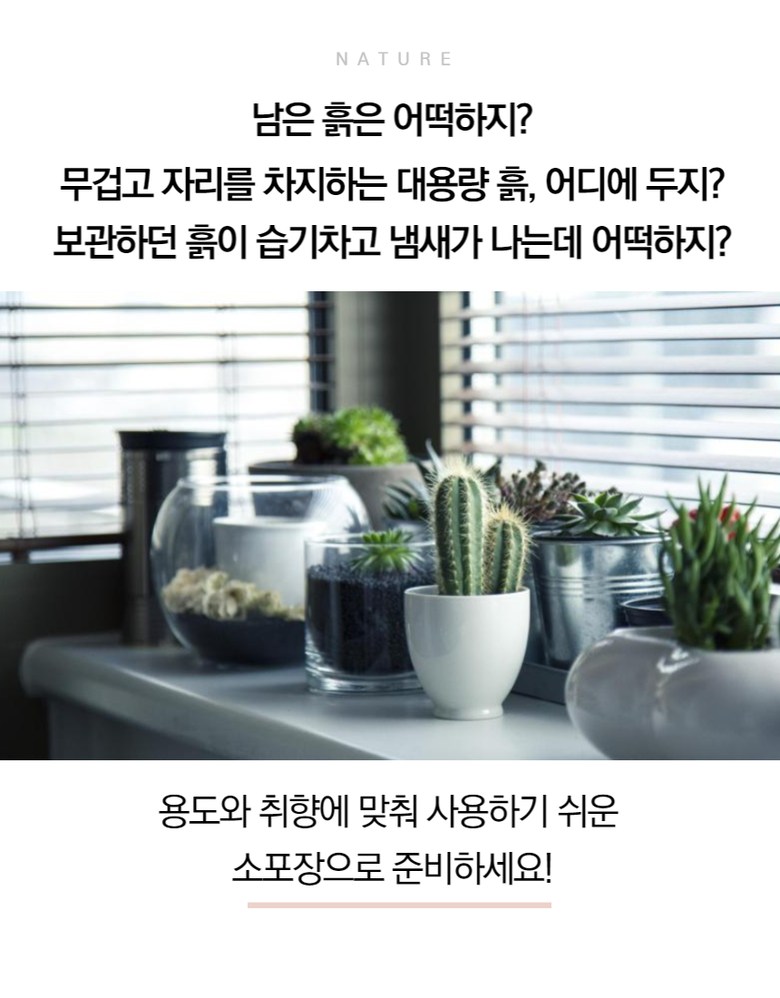 NATURE
남은 흙은 어떡하지?
무겁고 자리를 차지하는 대용량 흙, 어디에 두지?
보관하던 흙이 습기차고 냄새가 나는데 어떡하지?
용도와 취향에 맞춰 사용하기 쉬운
소포장으로 준비하세요!